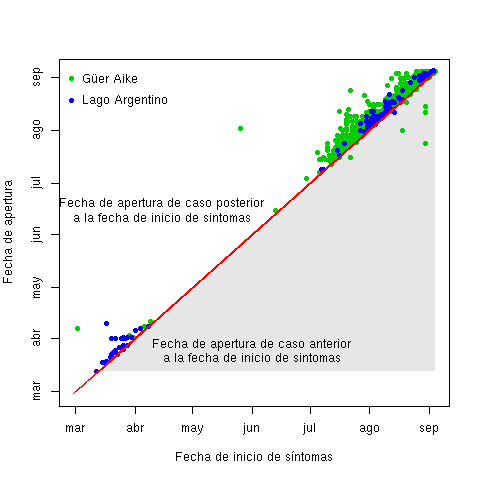 Güer Aike
Lago Argentino
Fecha de apertura de caso posterior
a la fecha de inicio de sintomas
Fecha de apertura de caso anterior
a la fecha de inicio de sintomas
Fecha de apertura
sep
ago
jul
jun
may
abr
mar
mar abr may jun jul ago sep
Fecha de inicio de síntomas